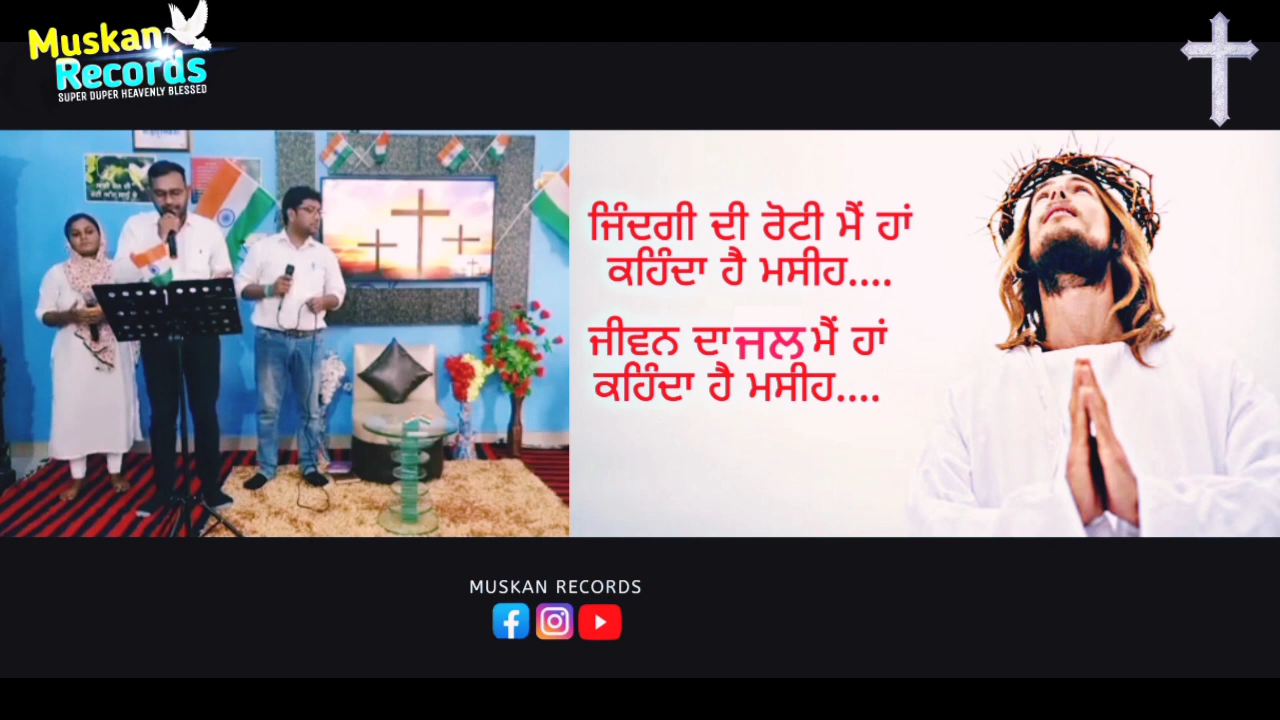 Muskan
Records
SUPER DUPER HEAVENLY BLESSED
ਜਿੰਦਗੀ ਦੀ ਰੋਟੀ ਮੈਂ ਹਾਂ
ਕਹਿੰਦਾ ਹੈ ਮਸੀਹ....
ਜੀਵਨ ਦਾ ਜਲ ਮੈਂ ਹਾਂ
ਕਹਿੰਦਾ ਹੈ ਮਸੀਹ....
MUSKAN RECORDS